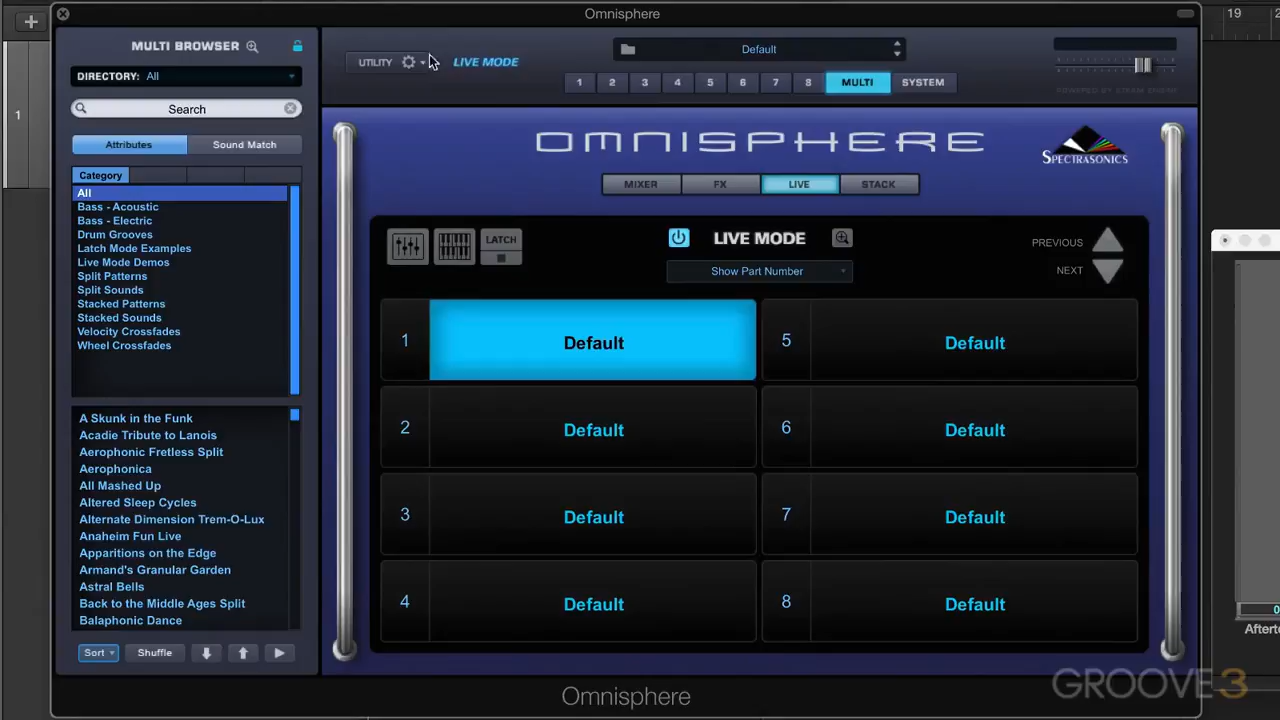 Omnisphere
19
1
MULTI BROWSER
DIRECTORY: All
Search
Attributes
Sound Match
Category
All
Bass - Acoustic
Bass - Electric
Drum Grooves
Latch Mode Examples
Live Mode Demos
Split Patterns
Split Sounds
Stacked Patterns
Stacked Sounds
Velocity Crossfades
Wheel Crossfades
A Skunk in the Funk
Acadie Tribute to Lanois
Aerophonic Fretless Split
Aerophonica
All Mashed Up
Altered Sleep Cycles
Alternate Dimension Trem-O-Lux
Anaheim Fun Live
Apparitions on the Edge
Armand's Granular Garden
Astral Bells
Back to the Middle Ages Split
Balaphonic Dance
Sort
Shuffle
UTILITY
LIVE MODE
Default
1 2 3 4 5 6 7 8 MULTI SYSTEM
POWERED BY STEAM ENGINE
OMNISPHERE
SPECTRASONICS
MIXER FX LIVE STACK
LATCH
LIVE MODE
Show Part Number
PREVIOUS
NEXT
1 Default
2 Default
3 Default
4 Default
5 Default
6 Default
7 Default
8 Default
Omnisphere
GROOVE3